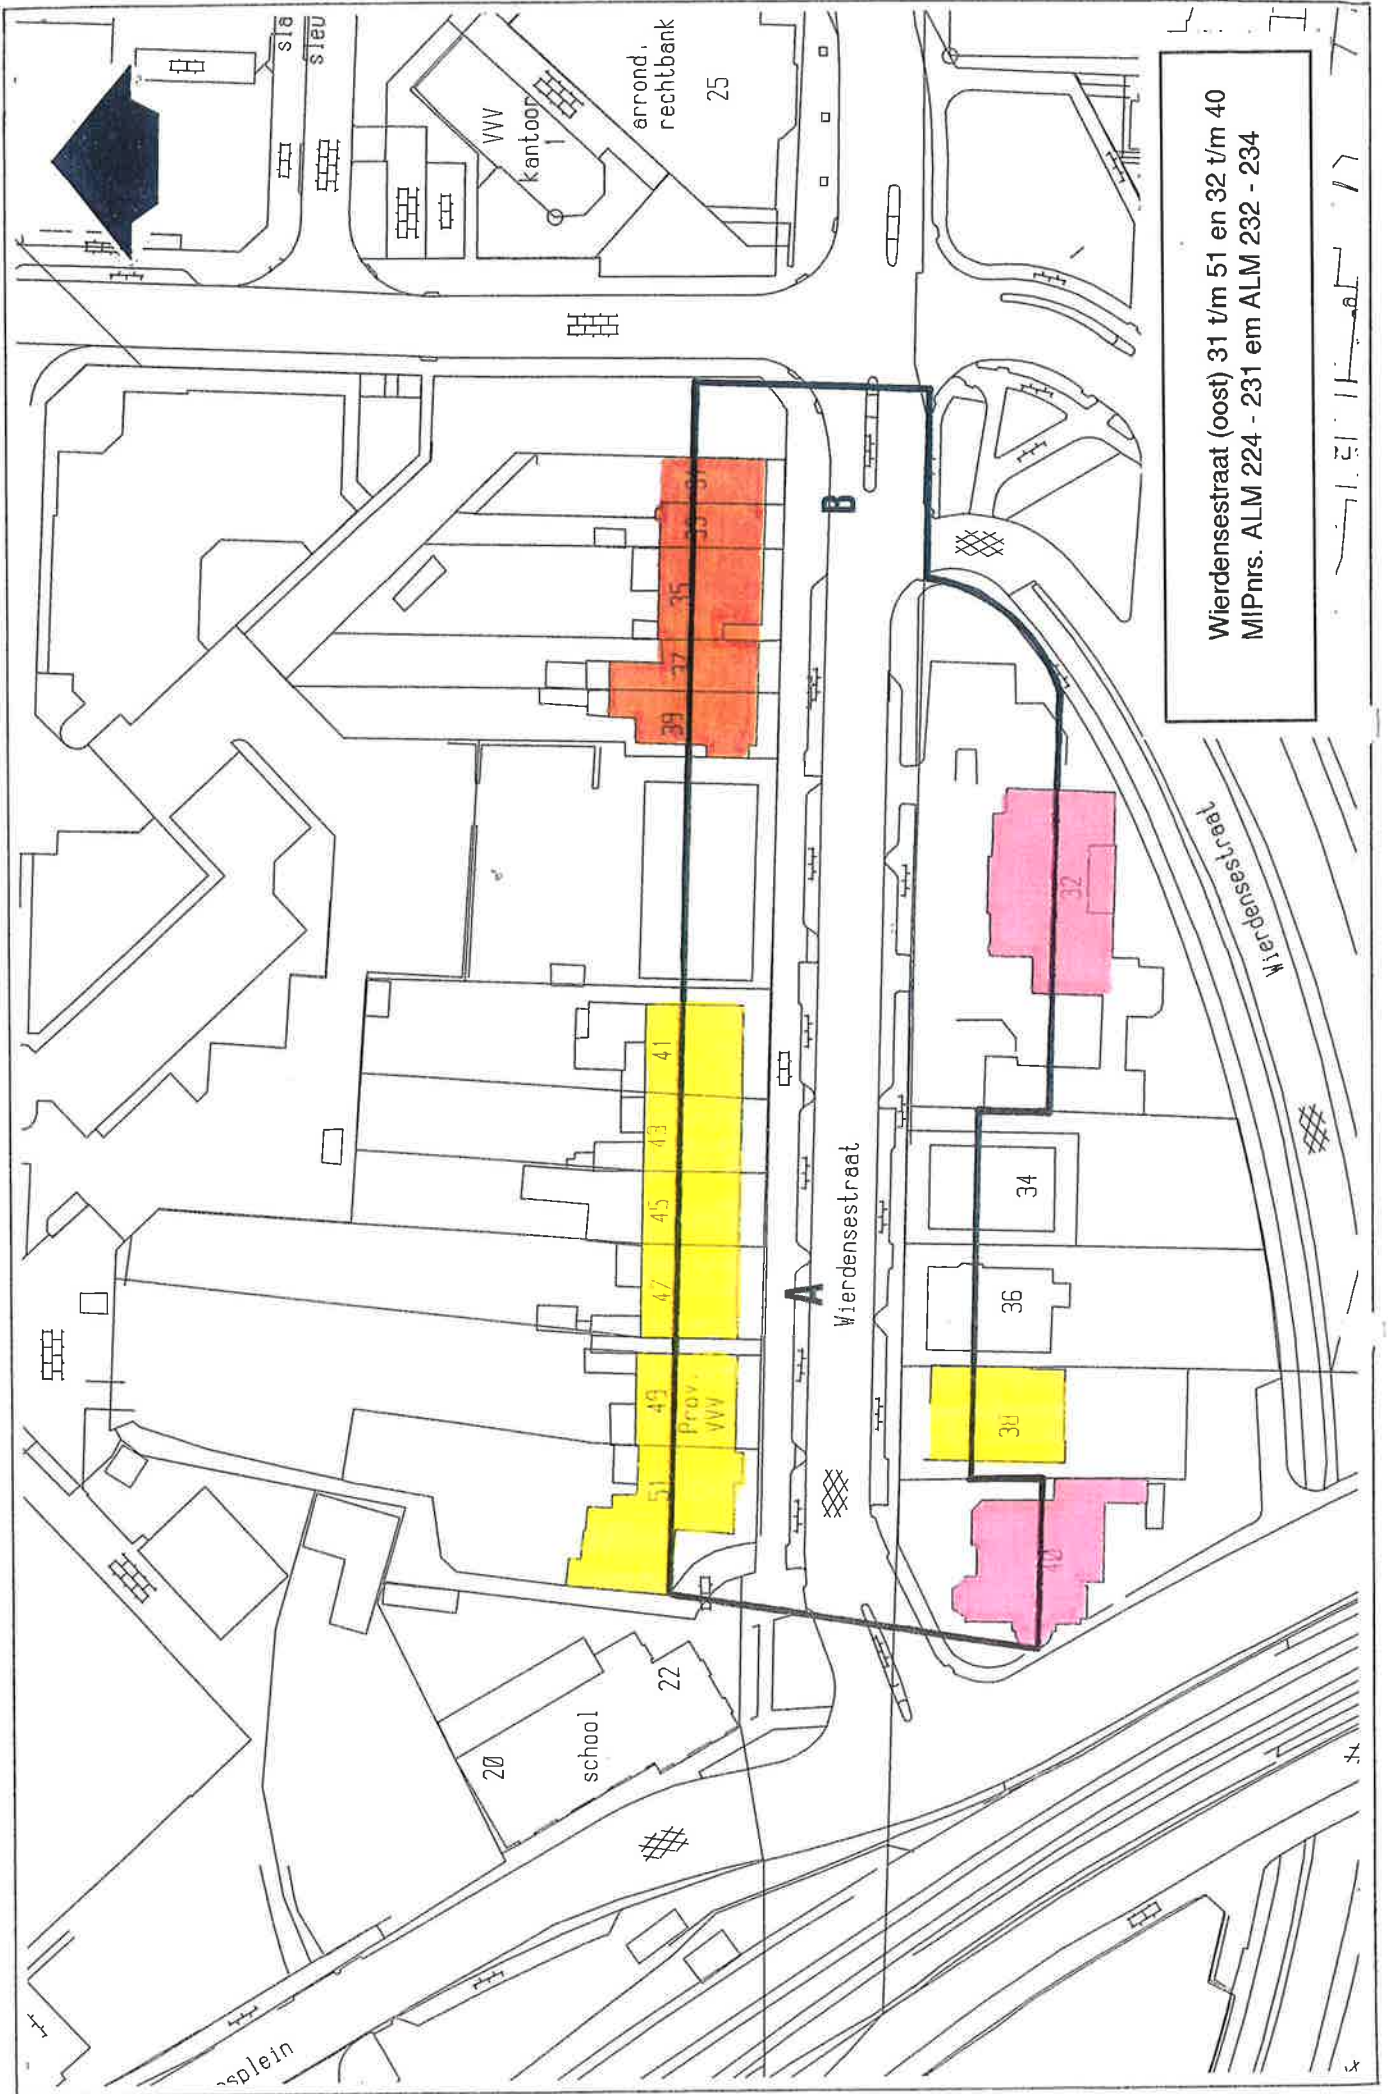 sla
sleu
VVV
kantoor
1
arrond.
rechtbank
25
31
33
35
37
39
B
41
43
45
47
49
Prov.
VVV
51
A
Wierdensestraat
32
34
36
38
40
Wierdensestraat
20
school
22
splein
Wierdensestraat (oost) 31 t/m 51 en 32 t/m 40
MIPnrs. ALM 224 - 231 em ALM 232 - 234